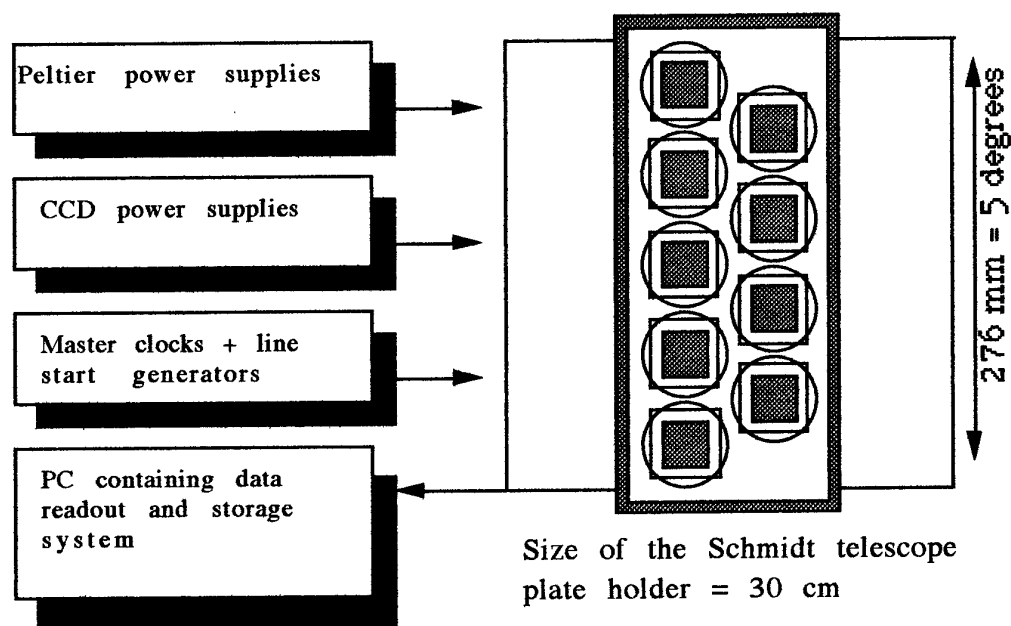 Peltier power supplies
CCD power supplies
Master clocks + line
start generators
PC containing data
readout and storage
system
276 mm = 5 degrees
Size of the Schmidt telescope
plate holder = 30 cm